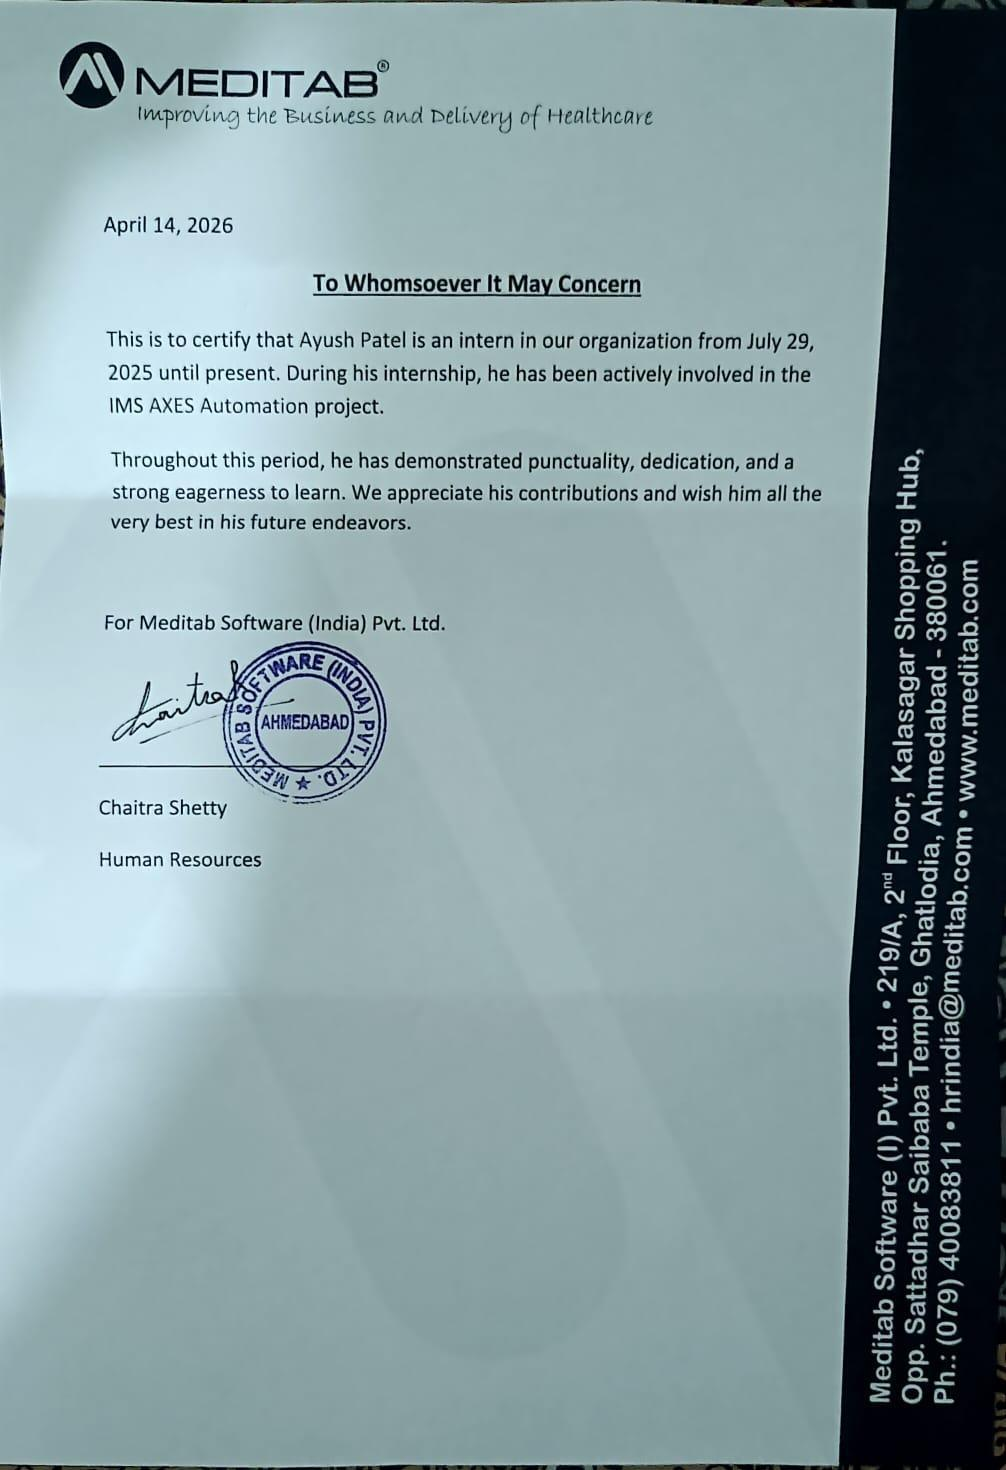 MEDITAB®
Improving the Business and Delivery of Healthcare
April 14, 2026
To Whomsoever It May Concern
This is to certify that Ayush Patel is an intern in our organization from July 29,
2025 until present. During his internship, he has been actively involved in the
IMS AXES Automation project.
Throughout this period, he has demonstrated punctuality, dedication, and a
strong eagerness to learn. We appreciate his contributions and wish him all the
very best in his future endeavors.
For Meditab Software (India) Pvt. Ltd.
Chaitra
MEDITAB SOFTWARE (INDIA) PVT. LTD. ★
AHMEDABAD
Chaitra Shetty
Human Resources
Meditab Software (I) Pvt. Ltd. • 219/A, 2nd Floor, Kalasagar Shopping Hub,
Opp. Sattadhar Saibaba Temple, Ghatlodia, Ahmedabad - 380061.
Ph.: (079) 40083811 • hrindia@meditab.com • www.meditab.com